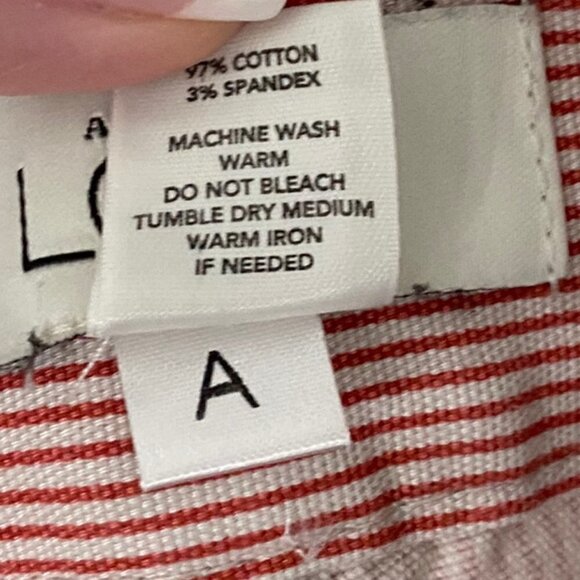 97% COTTON
3% SPANDEX
MACHINE WASH
WARM
DO NOT BLEACH
TUMBLE DRY MEDIUM
WARM IRON
IF NEEDED
A
L
A